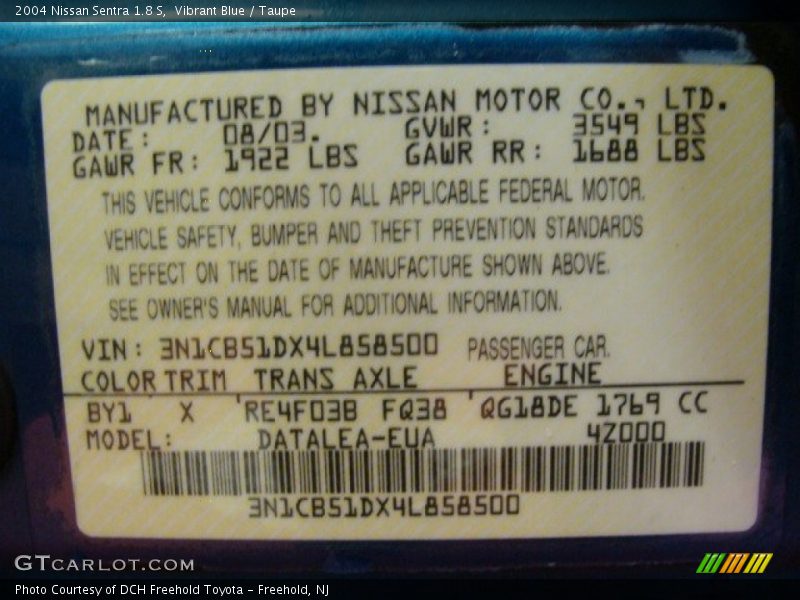 2004 Nissan Sentra 1.8 S, Vibrant Blue / Taupe
MANUFACTURED BY NISSAN MOTOR CO., LTD.
DATE: 08/03. GVWR: 3549 LBS
GAWR FR: 1922 LBS GAWR RR: 1688 LBS
THIS VEHICLE CONFORMS TO ALL APPLICABLE FEDERAL MOTOR.
VEHICLE SAFETY, BUMPER AND THEFT PREVENTION STANDARDS
IN EFFECT ON THE DATE OF MANUFACTURE SHOWN ABOVE.
SEE OWNER'S MANUAL FOR ADDITIONAL INFORMATION.
VIN: 3N1CB51DX4L858500 PASSENGER CAR.
COLOR TRIM TRANS AXLE ENGINE
BY1 X RE4F03B FQ38 QG18DE 1769 CC
MODEL: DATALEA-EUA 4Z000
3N1CB51DX4L858500
GTCARLOT.COM
Photo Courtesy of DCH Freehold Toyota - Freehold, NJ